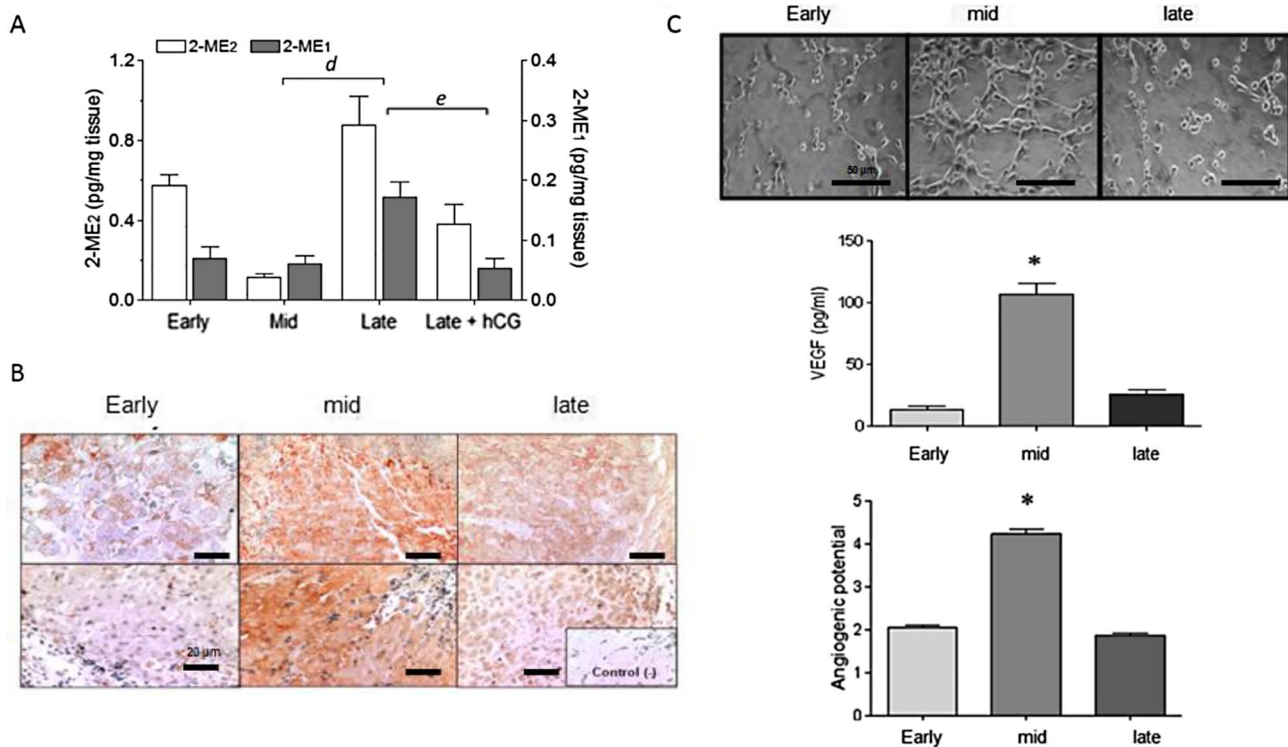 A
2-ME2 2-ME1
1.2
0.8
0.4
0.0
2-ME2 (pg/mg tissue)
d
e
0.4
0.3
0.2
0.1
0.0
2-ME1 (pg/mg tissue)
Early Mid Late Late + hCG
B
Early mid late
20 µm
Control (-)
C
Early mid late
50 µm
150
100
50
0
VEGF (pg/ml)
*
Early mid late
5
4
3
2
1
0
Angiogenic potential
*
Early mid late